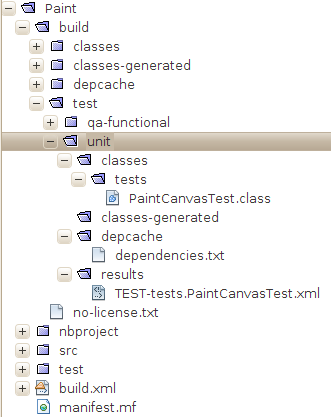 Paint
build
classes
classes-generated
depcache
test
qa-functional
unit
classes
tests
PaintCanvasTest.class
classes-generated
depcache
dependencies.txt
results
TEST-tests.PaintCanvasTest.xml
no-license.txt
nbproject
src
test
build.xml
manifest.mf